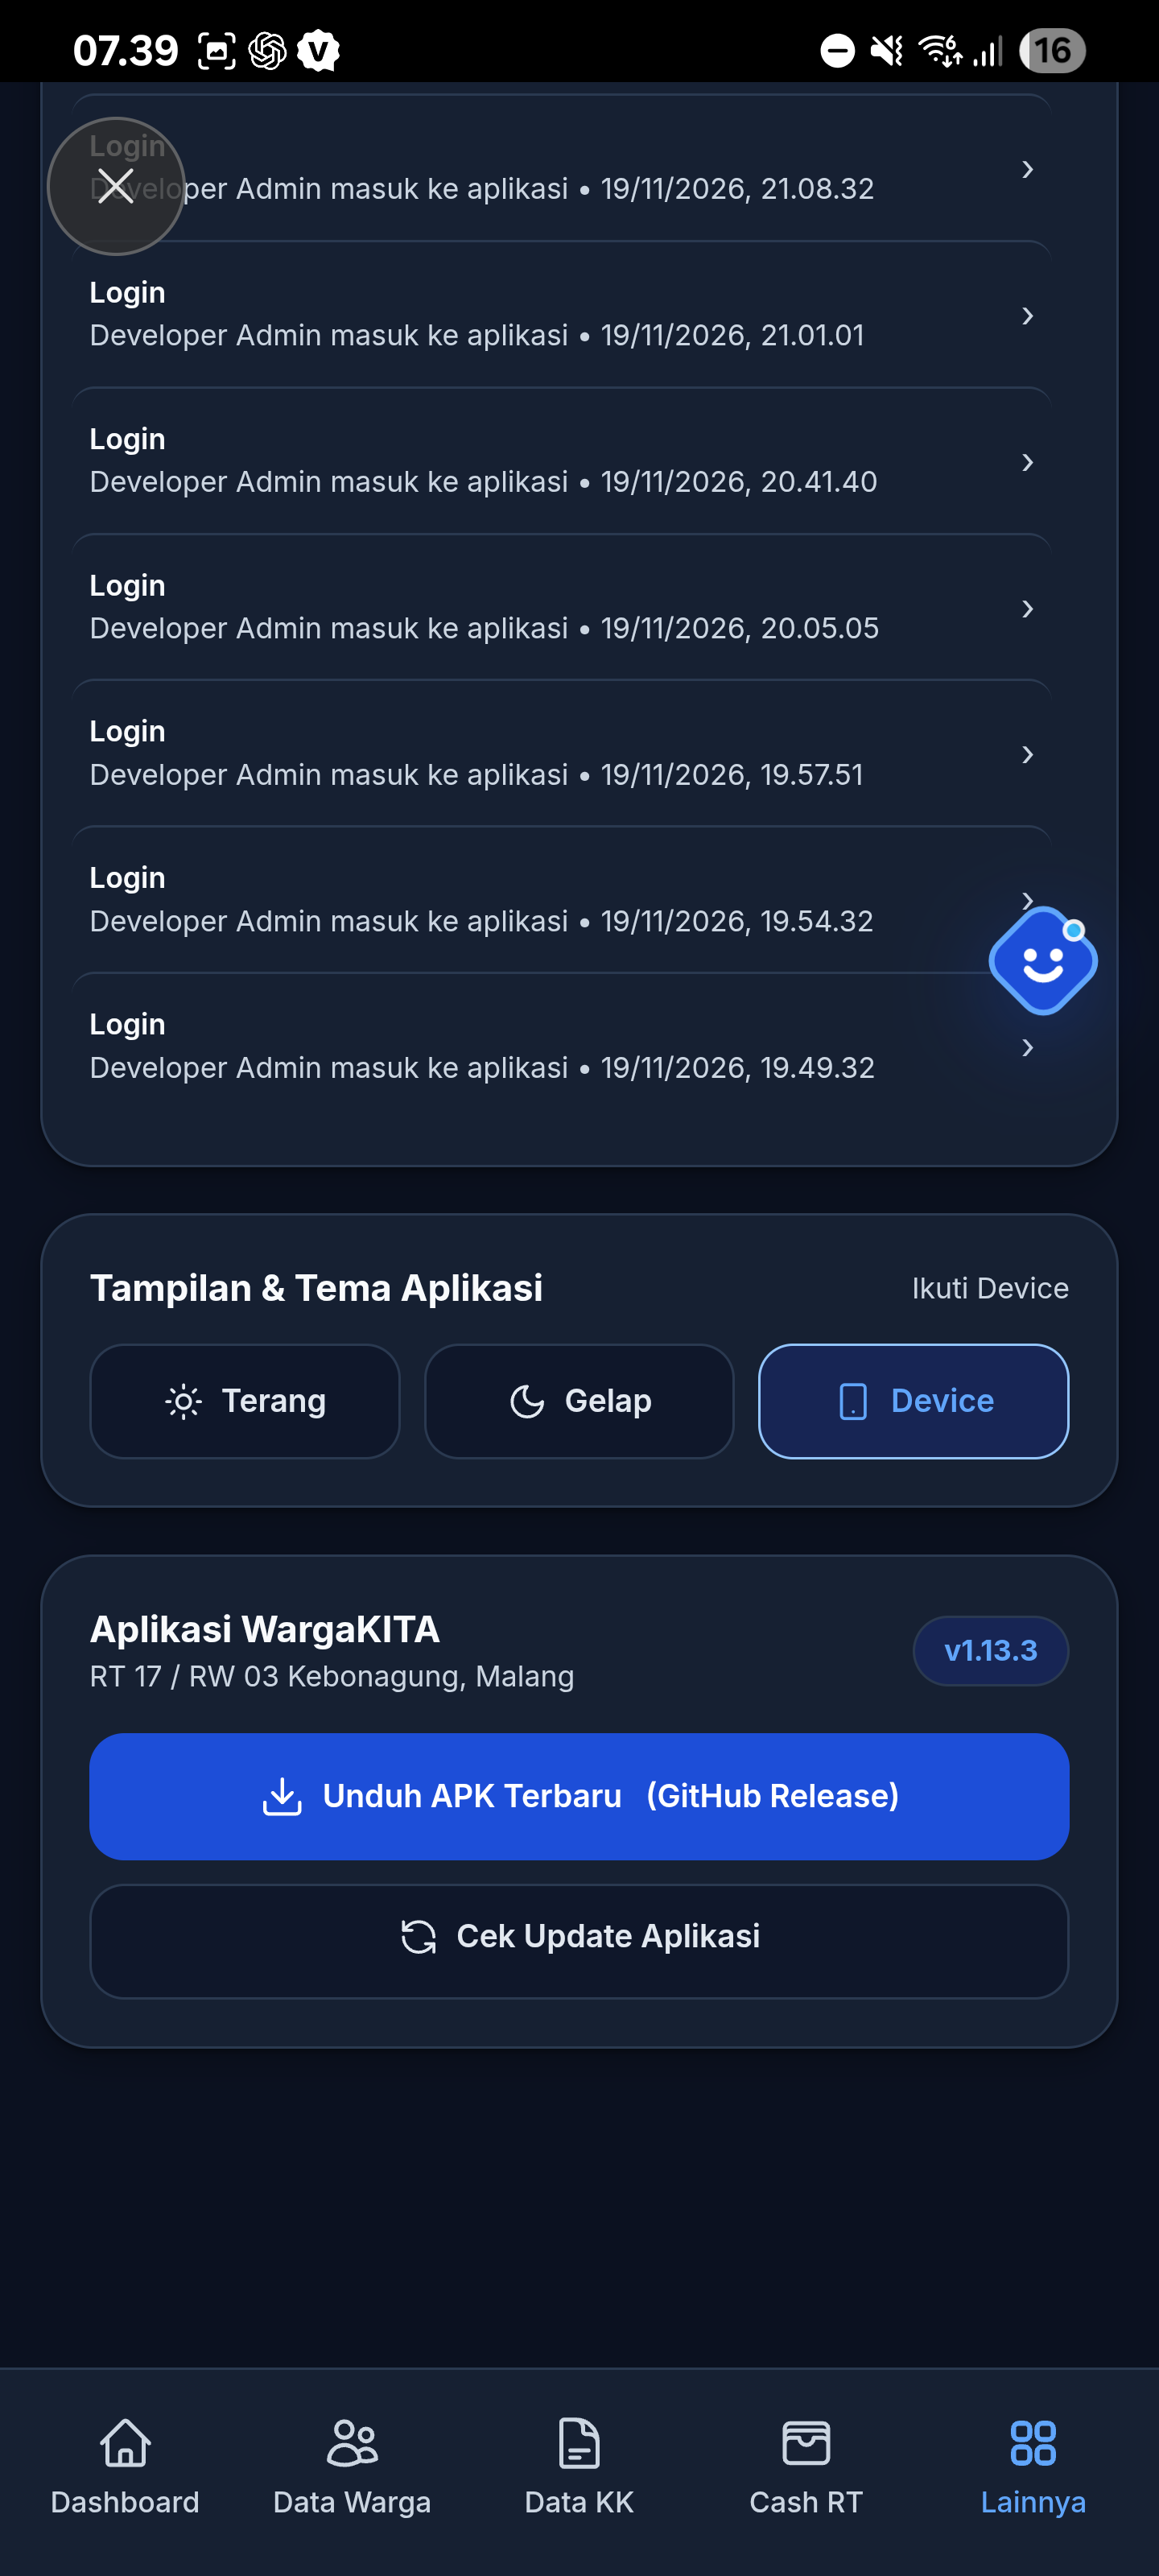 07.39
16
Login
Developer Admin masuk ke aplikasi • 19/11/2026, 21.08.32
Login
Developer Admin masuk ke aplikasi • 19/11/2026, 21.01.01
Login
Developer Admin masuk ke aplikasi • 19/11/2026, 20.41.40
Login
Developer Admin masuk ke aplikasi • 19/11/2026, 20.05.05
Login
Developer Admin masuk ke aplikasi • 19/11/2026, 19.57.51
Login
Developer Admin masuk ke aplikasi • 19/11/2026, 19.54.32
Login
Developer Admin masuk ke aplikasi • 19/11/2026, 19.49.32
Tampilan & Tema Aplikasi
Ikuti Device
Terang
Gelap
Device
Aplikasi WargaKITA
v1.13.3
RT 17 / RW 03 Kebonagung, Malang
Unduh APK Terbaru (GitHub Release)
Cek Update Aplikasi
Dashboard
Data Warga
Data KK
Cash RT
Lainnya